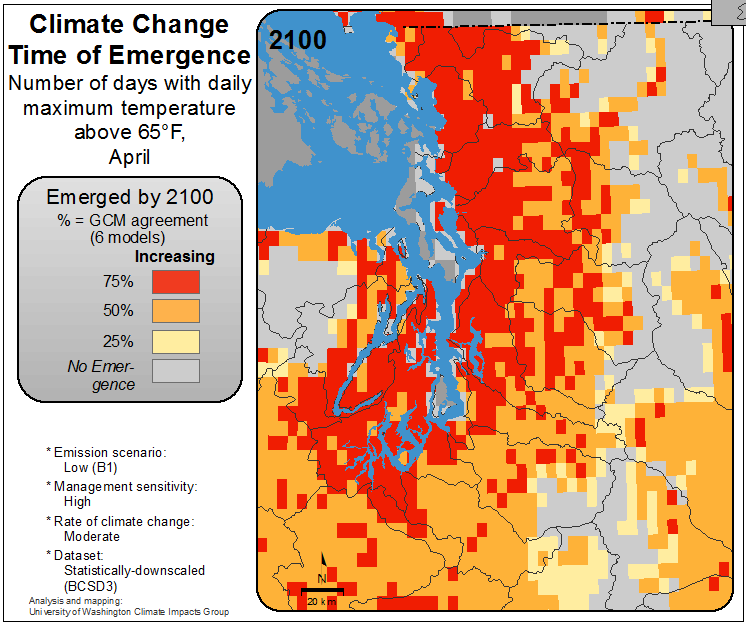 Climate Change
Time of Emergence
Number of days with daily
maximum temperature
above 65°F,
April
Emerged by 2100
% = GCM agreement
(6 models)
Increasing
75%
50%
25%
No Emer-
gence
* Emission scenario:
Low (B1)
* Management sensitivity:
High
* Rate of climate change:
Moderate
* Dataset:
Statistically-downscaled
(BCSD3)
Analysis and mapping:
University of Washington Climate Impacts Group
2100
N
20 km